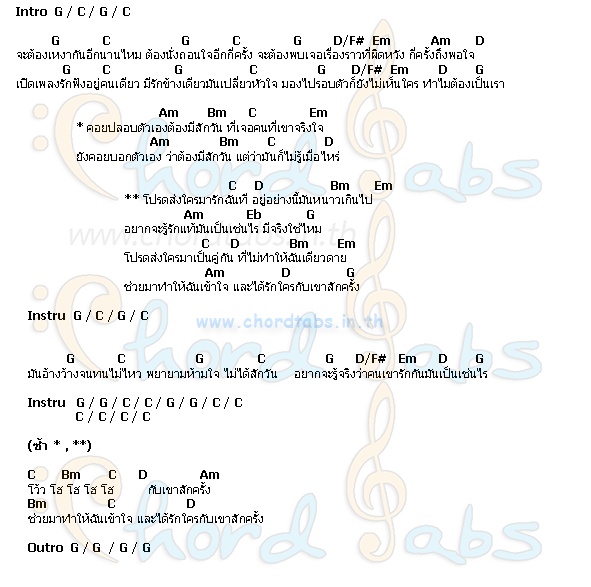 Intro G / C / G / C
G C G C G D/F# Em Am D
จะต้องเหงากันอีกนานไหม ต้องนั่งถอนใจอีกกี่ครั้ง จะต้องพบเจอเรื่องราวที่ผิดหวัง กี่ครั้งถึงพอใจ
G C G C G D/F# Em D G
เปิดเพลงรักฟังอยู่คนเดียว มีรักข้างเดียวมันเปลี่ยวหัวใจ มองไปรอบตัวก็ยังไม่เห็นใคร ทำไมต้องเป็นเรา
Am Bm C Em
* คอยปลอบตัวเองต้องมีสักวัน ที่เจอคนที่เขาจริงใจ
Am Bm C D
ยังคอยบอกตัวเอง ว่าต้องมีสักวัน แต่ว่ามันก็ไม่รู้เมื่อไหร่
C D Bm Em
** โปรดส่งใครมารักฉันที อยู่อย่างนี้มันหนาวเกินไป
Am Eb G
อยากจะรู้รักแท้มันเป็นเช่นไร มีจริงใช่ไหม
C D Bm Em
โปรดส่งใครมาเป็นคู่กัน ที่ไม่ทำให้ฉันเดียวดาย
Am D G
ช่วยมาทำให้ฉันเข้าใจ และได้รักใครกับเขาสักครั้ง
Instru G / C / G / C
www.chordtabs.in.th
G C G C G D/F# Em D G
มันอ้างว้างจนทนไม่ไหว พยายามห้ามใจ ไม่ได้สักวัน อยากจะรู้จริงว่าคนเขารักกันมันเป็นเช่นไร
Instru G / G / C / C / G / G / C / C
C / C / C / C
(ซ้ำ * , **)
C Bm C D Am
โว้ว โฮ โฮ โฮ โฮ กับเขาสักครั้ง
Bm C D
ช่วยมาทำให้ฉันเข้าใจ และได้รักใครกับเขาสักครั้ง
Outro G / G / G / G